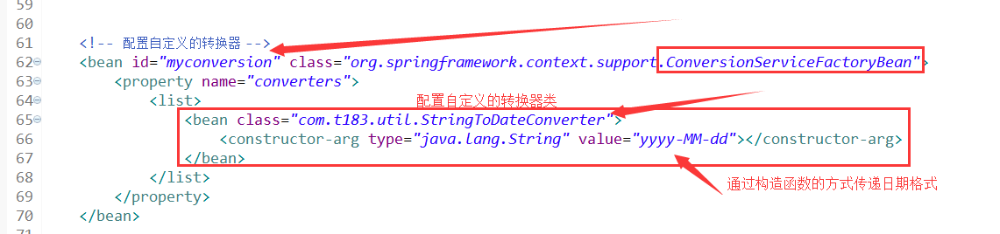 59
60
61 <!-- 配置自定义的转换器 -->
62 <bean id="myconversion" class="org.springframework.context.support.ConversionServiceFactoryBean">
63 <property name="converters">
64 <list>
配置自定义的转换器类
65 <bean class="com.t183.util.StringToDateConverter">
66 <constructor-arg type="java.lang.String" value="yyyy-MM-dd"></constructor-arg>
67 </bean>
68 </list>
通过构造函数的方式传递日期格式
69 </property>
70 </bean>
71